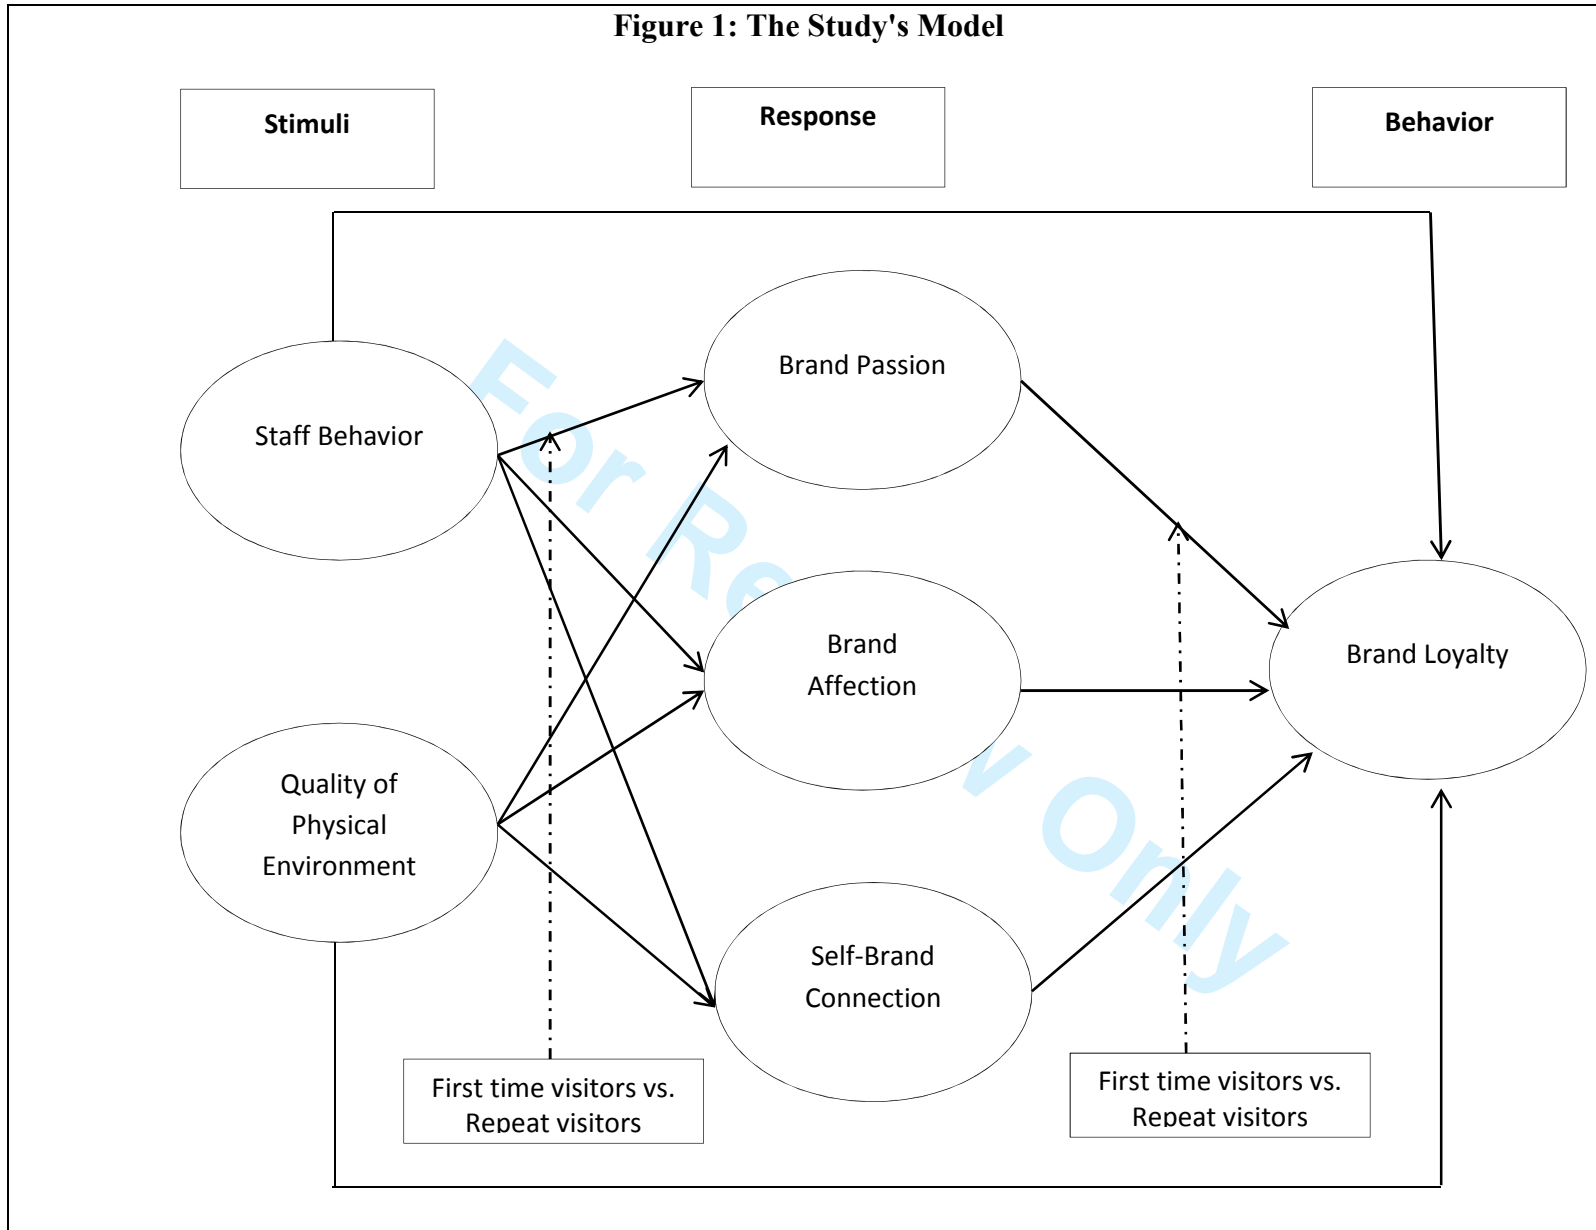 Figure 1: The Study's Model
Stimuli
Response
Behavior
Brand Passion
Staff Behavior
Brand
Affection
Brand Loyalty
Quality of
Physical
Environment
Self-Brand
Connection
First time visitors vs.
Repeat visitors
First time visitors vs.
Repeat visitors
For Review Only